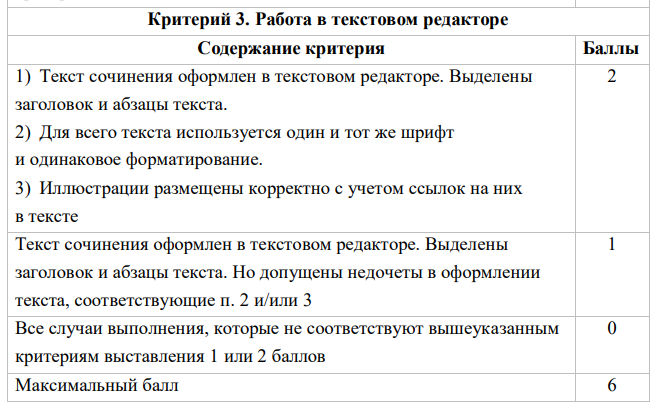 Критерий 3. Работа в текстовом редакторе
Содержание критерия Баллы
1) Текст сочинения оформлен в текстовом редакторе. Выделены 2
заголовок и абзацы текста.
2) Для всего текста используется один и тот же шрифт
и одинаковое форматирование.
3) Иллюстрации размещены корректно с учетом ссылок на них
в тексте
Текст сочинения оформлен в текстовом редакторе. Выделены 1
заголовок и абзацы текста. Но допущены недочеты в оформлении
текста, соответствующие п. 2 и/или 3
Все случаи выполнения, которые не соответствуют вышеуказанным 0
критериям выставления 1 или 2 баллов
Максимальный балл 6